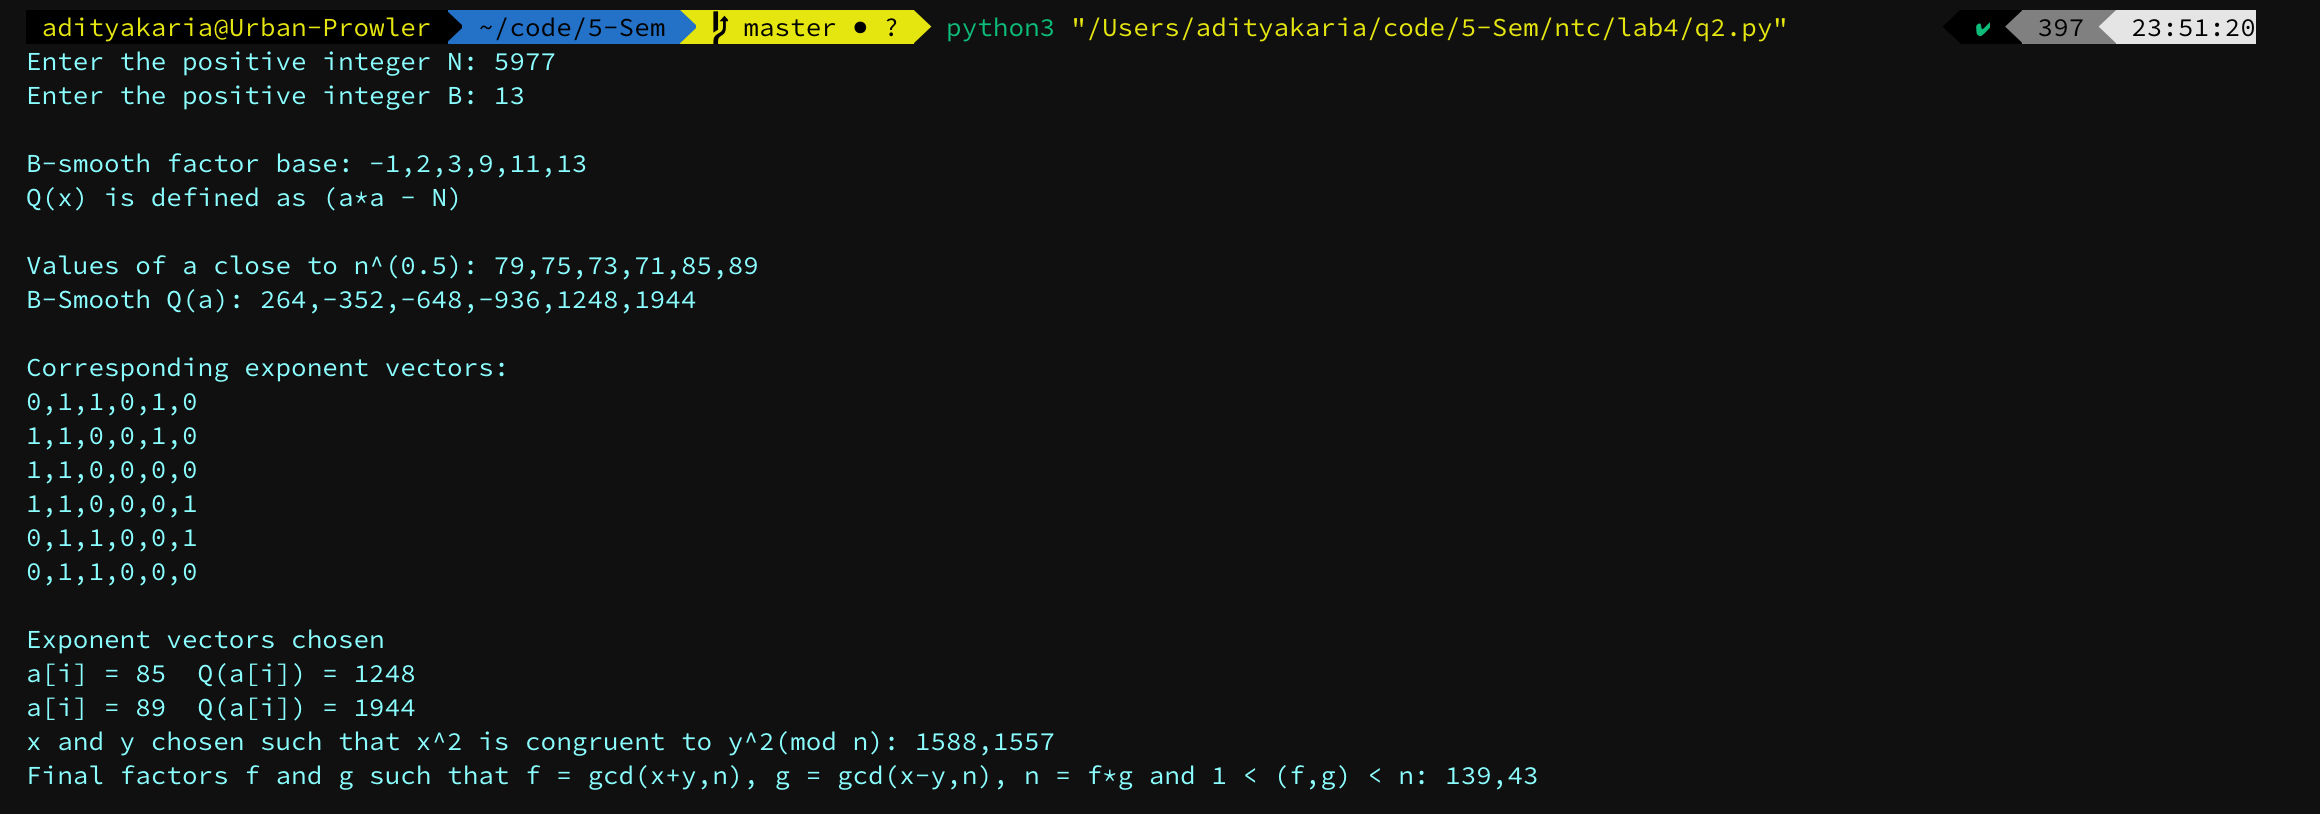 adityakaria@Urban-Prowler ~/code/5-Sem master ● ? python3 "/Users/adityakaria/code/5-Sem/ntc/lab4/q2.py" ✔ 397 23:51:20
Enter the positive integer N: 5977
Enter the positive integer B: 13
B-smooth factor base: -1,2,3,9,11,13
Q(x) is defined as (a*a - N)
Values of a close to n^(0.5): 79,75,73,71,85,89
B-Smooth Q(a): 264,-352,-648,-936,1248,1944
Corresponding exponent vectors:
0,1,1,0,1,0
1,1,0,0,1,0
1,1,0,0,0,0
1,1,0,0,0,1
0,1,1,0,0,1
0,1,1,0,0,0
Exponent vectors chosen
a[i] = 85  Q(a[i]) = 1248
a[i] = 89  Q(a[i]) = 1944
x and y chosen such that x^2 is congruent to y^2(mod n): 1588,1557
Final factors f and g such that f = gcd(x+y,n), g = gcd(x-y,n), n = f*g and 1 < (f,g) < n: 139,43